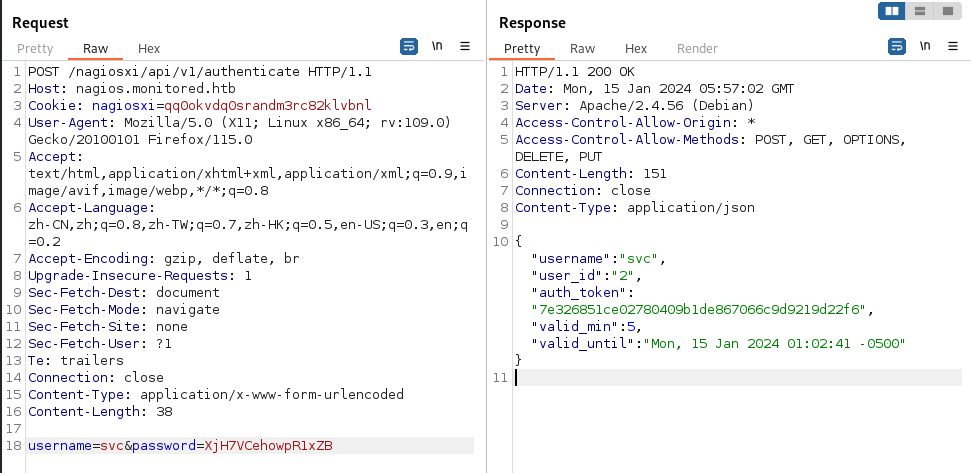 Request
Pretty Raw Hex \n
1 POST /nagiosxi/api/v1/authenticate HTTP/1.1
2 Host: nagios.monitored.htb
3 Cookie: nagiosxi=qq0okvdq0srandm3rc82klvbnl
4 User-Agent: Mozilla/5.0 (X11; Linux x86_64; rv:109.0)
Gecko/20100101 Firefox/115.0
5 Accept:
text/html,application/xhtml+xml,application/xml;q=0.9,i
mage/avif,image/webp,*/*;q=0.8
6 Accept-Language:
zh-CN,zh;q=0.8,zh-TW;q=0.7,zh-HK;q=0.5,en-US;q=0.3,en;q
=0.2
7 Accept-Encoding: gzip, deflate, br
8 Upgrade-Insecure-Requests: 1
9 Sec-Fetch-Dest: document
10 Sec-Fetch-Mode: navigate
11 Sec-Fetch-Site: none
12 Sec-Fetch-User: ?1
13 Te: trailers
14 Connection: close
15 Content-Type: application/x-www-form-urlencoded
16 Content-Length: 38
17
18 username=svc&password=XjH7VCehowpR1xZB
Response
Pretty Raw Hex Render \n
1 HTTP/1.1 200 OK
2 Date: Mon, 15 Jan 2024 05:57:02 GMT
3 Server: Apache/2.4.56 (Debian)
4 Access-Control-Allow-Origin: *
5 Access-Control-Allow-Methods: POST, GET, OPTIONS,
DELETE, PUT
6 Content-Length: 151
7 Connection: close
8 Content-Type: application/json
9
10 {
"username":"svc",
"user_id":"2",
"auth_token":
"7e326851ce02780409b1de867066c9d9219d22f6",
"valid_min":5,
"valid_until":"Mon, 15 Jan 2024 01:02:41 -0500"
}
11